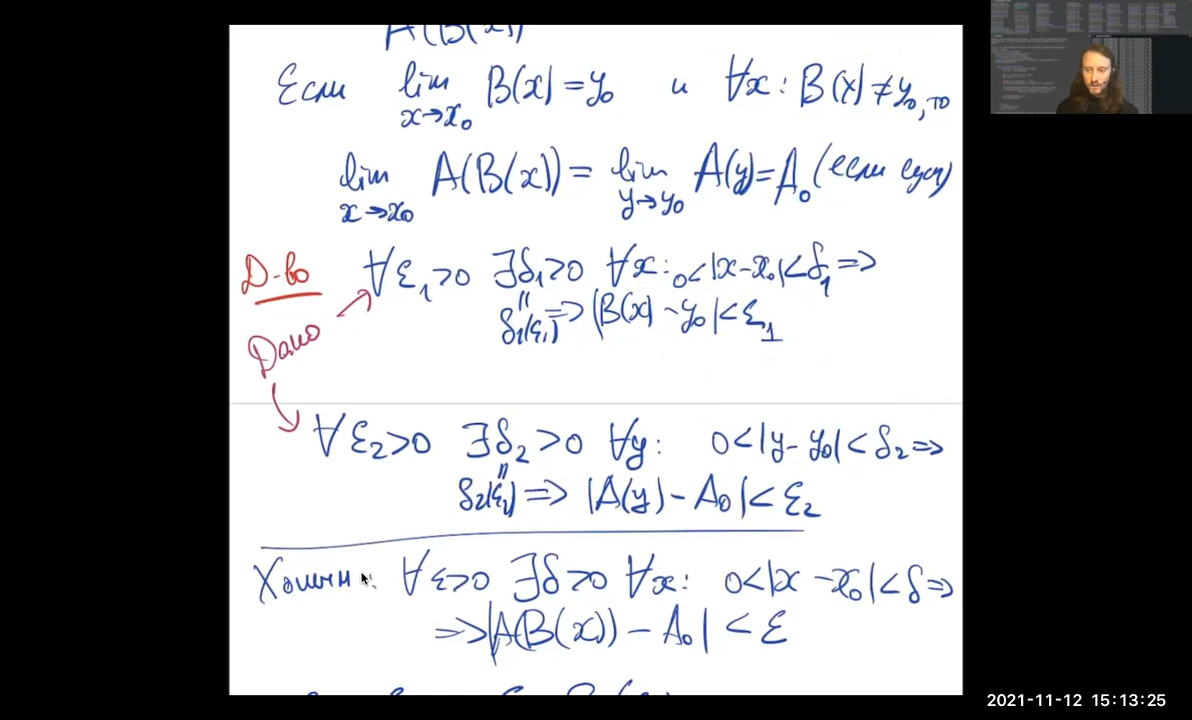 A(B(x))
Если lim B(x) = y₀ и ∀x : B(x) ≠ y₀, то
x→x₀
lim A(B(x)) = lim A(y) = A₀ (если сущ)
x→x₀ y→y₀
Д-во ∀ε₁>0 ∃δ₁>0 ∀x: 0<|x-x₀|<δ₁ =>
δ₁(ε₁) => |B(x) - y₀| < ε₁
Дано
∀ε₂>0 ∃δ₂>0 ∀y: 0<|y-y₀|<δ₂ =>
δ₂(ε₂) => |A(y) - A₀| < ε₂
Хотим: ∀ε>0 ∃δ>0 ∀x: 0<|x-x₀|<δ =>
=> |A(B(x)) - A₀| < ε
2021-11-12 15:13:25